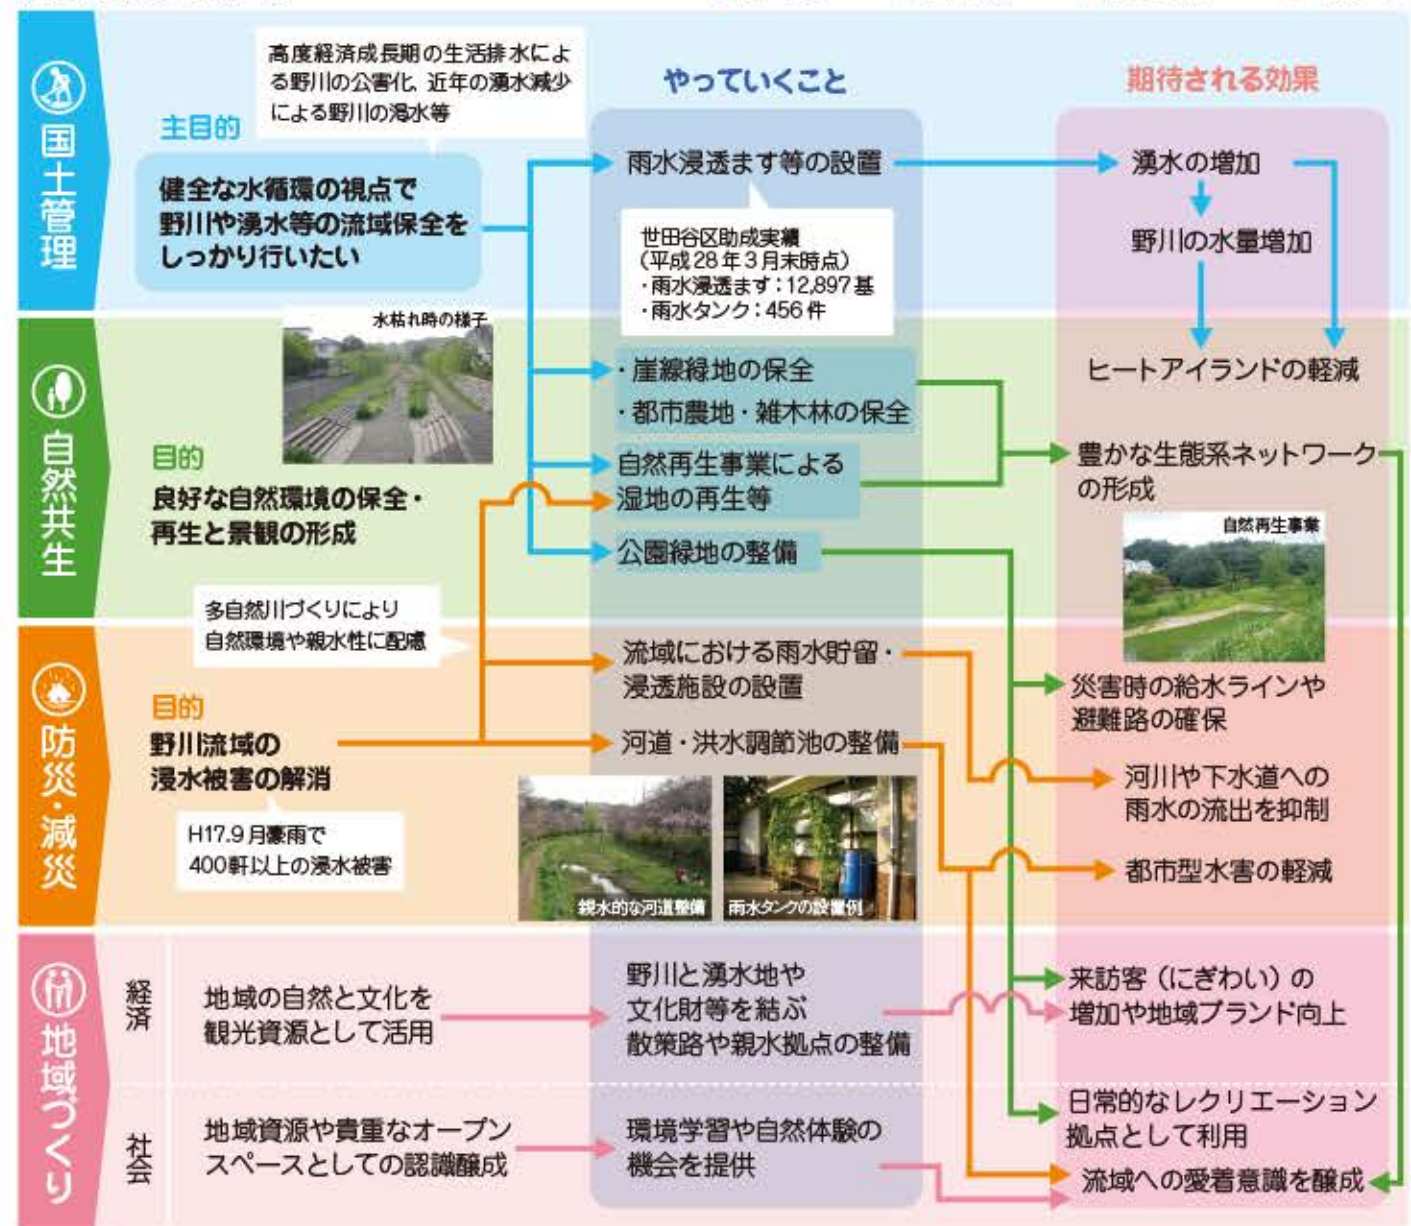 国土管理
高度経済成長期の生活排水によ
る野川の公害化、近年の湧水減少
による野川の渇水等
主目的
健全な水循環の視点で
野川や湧水等の流域保全を
しっかり行いたい
やっていくこと
期待される効果
雨水浸透ます等の設置
世田谷区助成実績
(平成28年3月末時点)
・雨水浸透ます：12,897基
・雨水タンク：456件
湧水の増加
野川の水量増加
ヒートアイランドの軽減
自然共生
水枯れ時の様子
目的
良好な自然環境の保全・
再生と景観の形成
・崖線緑地の保全
・都市農地・雑木林の保全
自然再生事業による
湿地の再生等
公園緑地の整備
豊かな生態系ネットワーク
の形成
自然再生事業
防災・減災
多自然川づくりにより
自然環境や親水性に配慮
目的
野川流域の
浸水被害の解消
H17.9月豪雨で
400軒以上の浸水被害
流域における雨水貯留・
浸透施設の設置
河道・洪水調節池の整備
親水的な河道整備
雨水タンクの設置例
災害時の給水ラインや
避難路の確保
河川や下水道への
雨水の流出を抑制
都市型水害の軽減
地域づくり
経済
地域の自然と文化を
観光資源として活用
野川と湧水地や
文化財等を結ぶ
散策路や親水拠点の整備
来訪客（にぎわい）の
増加や地域ブランド向上
社会
地域資源や貴重なオープン
スペースとしての認識醸成
環境学習や自然体験の
機会を提供
日常的なレクリエーション
拠点として利用
流域への愛着意識を醸成